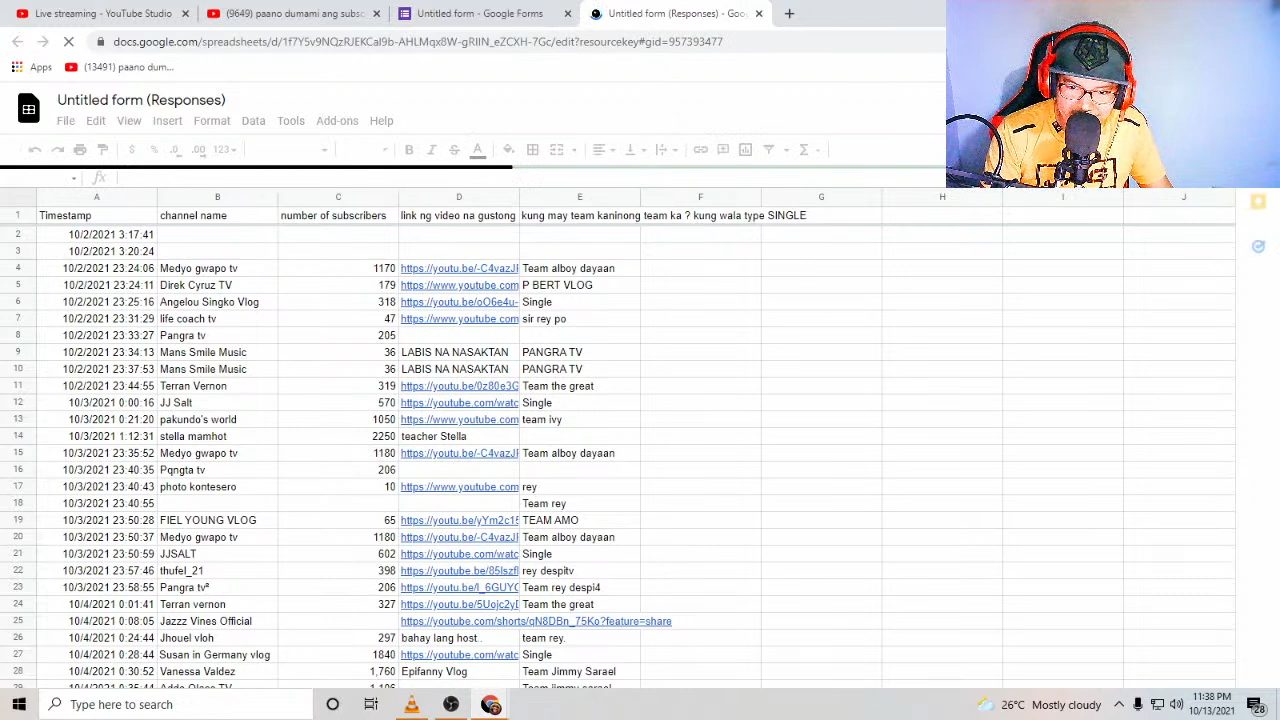 Live streaming - YouTube Studio
(9649) paano dumami ang subsc
Untitled form - Google Forms
Untitled form (Responses) - Goog
docs.google.com/spreadsheets/d/1f7Y5v9NQzRJEKCaIb-AHLMqx8W-gRIIN_eZCXH-7Gc/edit?resourcekey#gid=957393477
Apps
(13491) paano dum...
Untitled form (Responses)
File Edit View Insert Format Data Tools Add-ons Help
$ % .0 .00 123
B I S A
fx
A B C D E F G H I J
1 Timestamp channel name number of subscribers link ng video na gustong kung may team kaninong team ka ? kung wala type SINGLE
2 10/2/2021 3:17:41
3 10/2/2021 3:20:24
4 10/2/2021 23:24:06 Medyo gwapo tv 1170 https://youtu.be/-C4vazJF Team alboy dayaan
5 10/2/2021 23:24:11 Direk Cyruz TV 179 https://www.youtube.com P BERT VLOG
6 10/2/2021 23:25:16 Angelou Singko Vlog 318 https://youtu.be/oO6e4u- Single
7 10/2/2021 23:31:29 life coach tv 47 https://www.youtube.com sir rey po
8 10/2/2021 23:33:27 Pangra tv 205
9 10/2/2021 23:34:13 Mans Smile Music 36 LABIS NA NASAKTAN PANGRA TV
10 10/2/2021 23:37:53 Mans Smile Music 36 LABIS NA NASAKTAN PANGRA TV
11 10/2/2021 23:44:55 Terran Vernon 319 https://youtu.be/0z80e3G Team the great
12 10/3/2021 0:00:16 JJ Salt 570 https://youtube.com/watc Single
13 10/3/2021 0:21:20 pakundo's world 1050 https://www.youtube.com team ivy
14 10/3/2021 1:12:31 stella mamhot 2250 teacher Stella
15 10/3/2021 23:35:52 Medyo gwapo tv 1180 https://youtu.be/-C4vazJF Team alboy dayaan
16 10/3/2021 23:40:35 Pqngta tv 206
17 10/3/2021 23:40:43 photo kontesero 10 https://www.youtube.com rey
18 10/3/2021 23:40:55 Team rey
19 10/3/2021 23:50:28 FIEL YOUNG VLOG 65 https://youtu.be/yYm2c15 TEAM AMO
20 10/3/2021 23:50:37 Medyo gwapo tv 1180 https://youtu.be/-C4vazJF Team alboy dayaan
21 10/3/2021 23:50:59 JJSALT 602 https://youtube.com/watc Single
22 10/3/2021 23:57:46 thufel_21 398 https://youtube.be/85Iszfl rey despitv
23 10/3/2021 23:58:55 Pangra tv² 206 https://youtu.be/l_6GUYC Team rey despi4
24 10/4/2021 0:01:41 Terran vernon 327 https://youtu.be/5Uojc2yD Team the great
25 10/4/2021 0:08:05 Jazzz Vines Official https://youtube.com/shorts/qN8DBn_75Ko?feature=share
26 10/4/2021 0:24:44 Jhouel vloh 297 bahay lang host.. team rey.
27 10/4/2021 0:28:44 Susan in Germany vlog 1840 https://youtube.com/watc Single
28 10/4/2021 0:30:52 Vanessa Valdez 1,760 Epifanny Vlog Team Jimmy Sarael
Type here to search
26°C Mostly cloudy
11:38 PM
10/13/2021
28